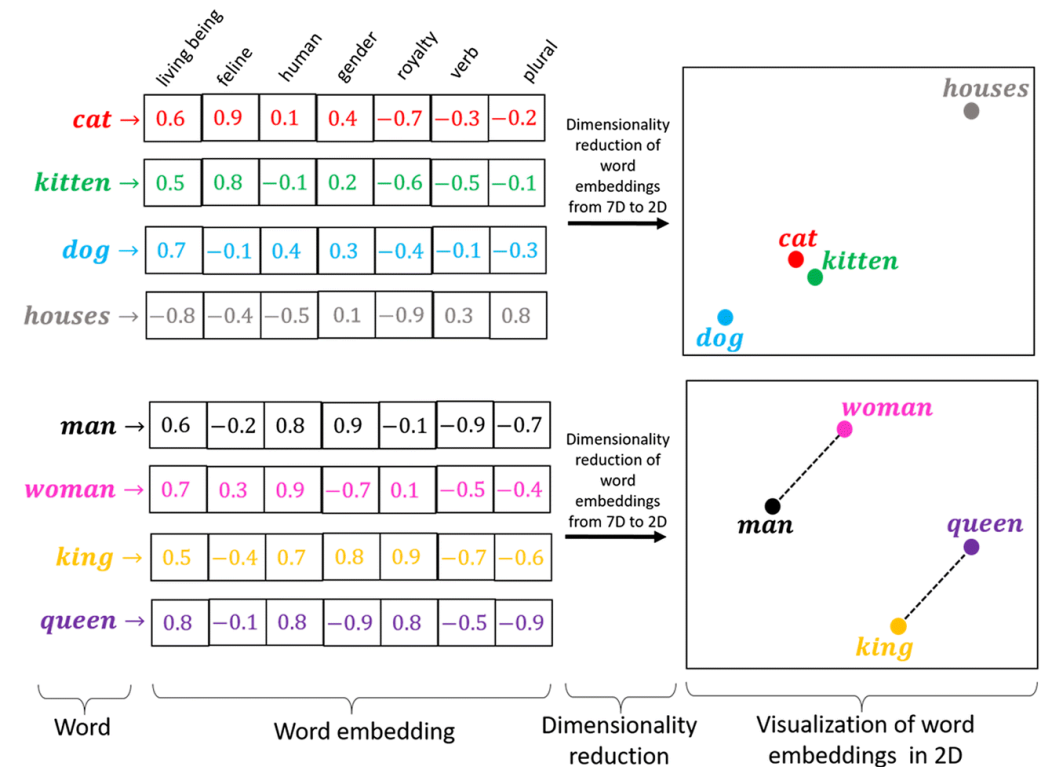 living being feline human gender royalty verb plural
cat → 0.6 0.9 0.1 0.4 −0.7 −0.3 −0.2
kitten → 0.5 0.8 −0.1 0.2 −0.6 −0.5 −0.1
dog → 0.7 −0.1 0.4 0.3 −0.4 −0.1 −0.3
houses → −0.8 −0.4 −0.5 0.1 −0.9 0.3 0.8
Dimensionality
reduction of
word
embeddings
from 7D to 2D
houses
cat
kitten
dog
man → 0.6 −0.2 0.8 0.9 −0.1 −0.9 −0.7
woman → 0.7 0.3 0.9 −0.7 0.1 −0.5 −0.4
king → 0.5 −0.4 0.7 0.8 0.9 −0.7 −0.6
queen → 0.8 −0.1 0.8 −0.9 0.8 −0.5 −0.9
Dimensionality
reduction of
word
embeddings
from 7D to 2D
woman
man
queen
king
Word
Word embedding
Dimensionality
reduction
Visualization of word
embeddings in 2D